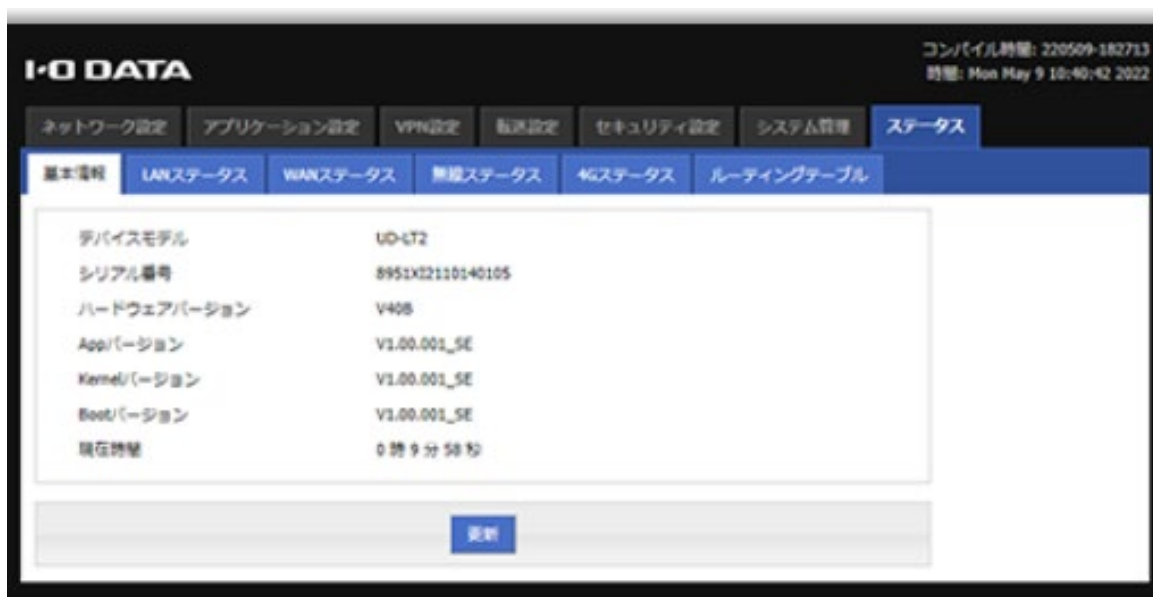 コンパイル時間: 220509-182713
I-O DATA
時間: Mon May 9 10:40:42 2022
ネットワーク設定 アプリケーション設定 VPN設定 転送設定 セキュリティ設定 システム管理 ステータス
基本情報 LANステータス WANステータス 無線ステータス 4Gステータス ルーティングテーブル
デバイスモデル UD-LT2
シリアル番号 8951XI2110140105
ハードウェアバージョン V40B
Appバージョン V1.00.001_SE
Kernelバージョン V1.00.001_SE
Bootバージョン V1.00.001_SE
現在時間 0 時 9 分 58 秒
更新